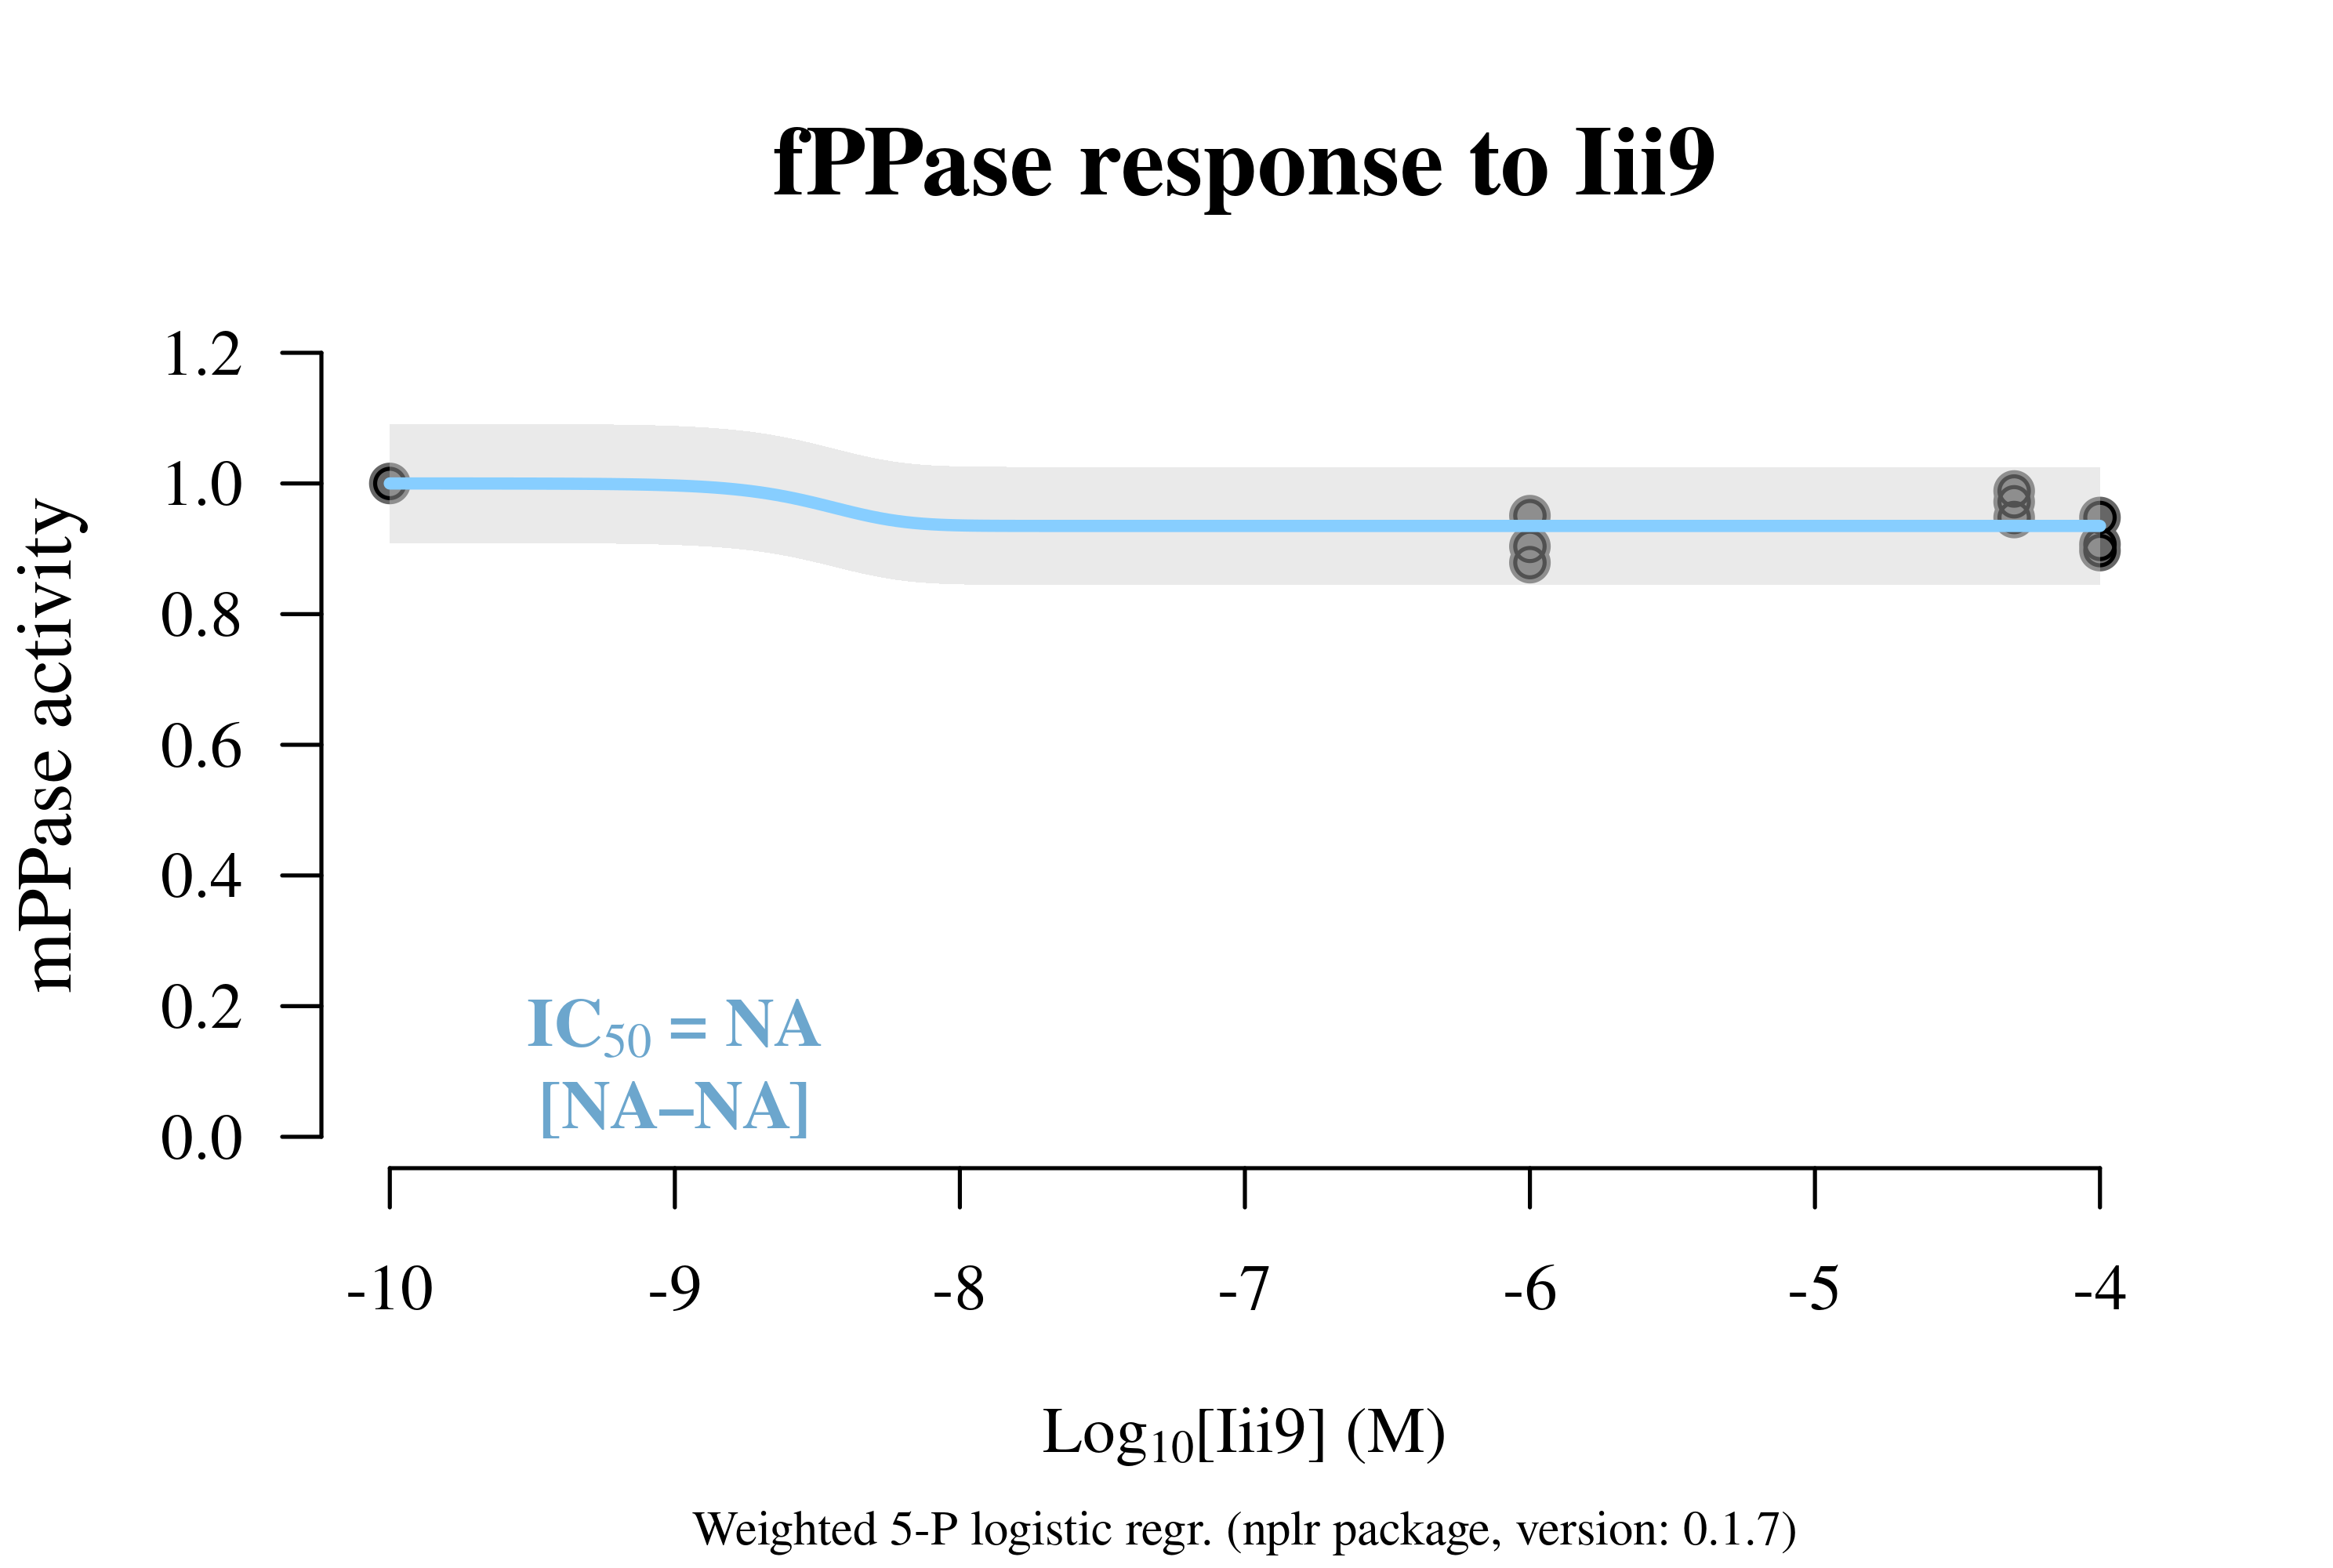 fPPase response to Iii9
mPPase activity
1.2
1.0
0.8
0.6
0.4
0.2
0.0
IC50 = NA
[NA–NA]
-10 -9 -8 -7 -6 -5 -4
Log10[Iii9] (M)
Weighted 5-P logistic regr. (nplr package, version: 0.1.7)